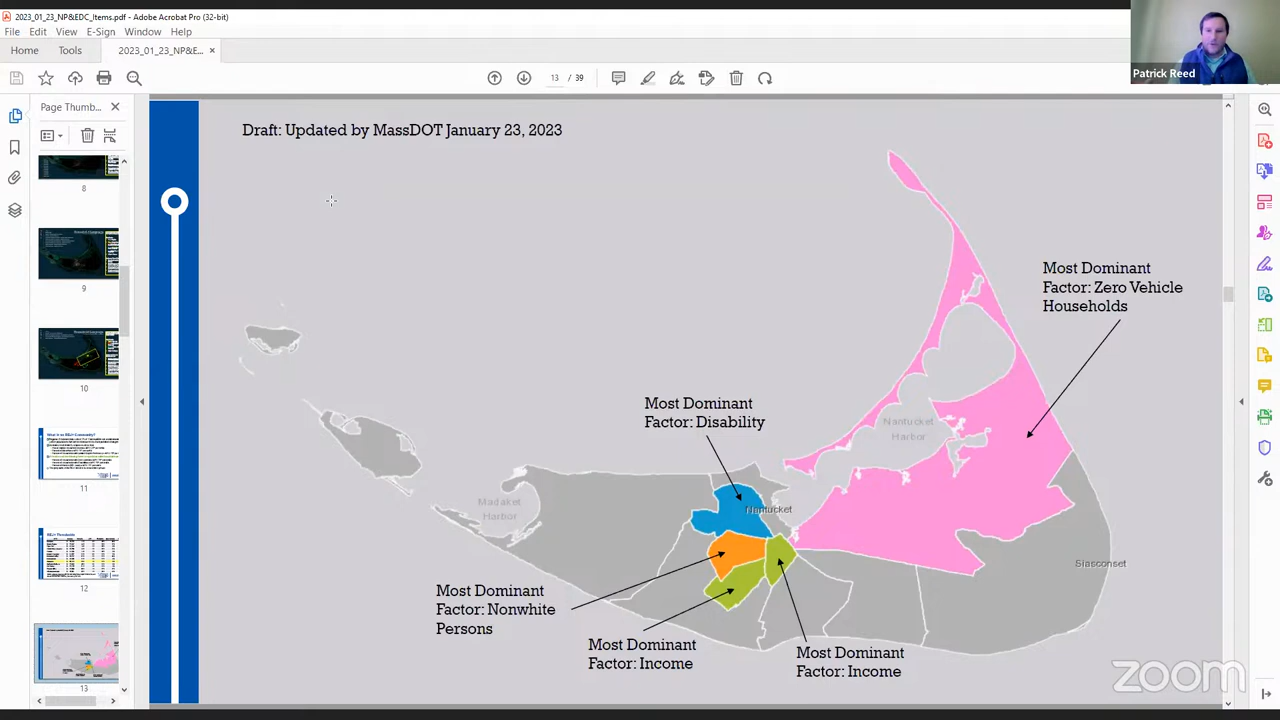 2023_01_23_NP&EDC_Items.pdf - Adobe Acrobat Pro (32-bit)
File Edit View E-Sign Window Help
Home Tools 2023_01_23_NP&E... ×
13 / 39
Patrick Reed
Page Thumb...
8
9
10
11
12
13
Draft: Updated by MassDOT January 23, 2023
Most Dominant
Factor: Zero Vehicle
Households
Most Dominant
Factor: Disability
Nantucket
Harbor
Madaket
Harbor
Nantucket
Siasconset
Most Dominant
Factor: Nonwhite
Persons
Most Dominant
Factor: Income
Most Dominant
Factor: Income
zoom